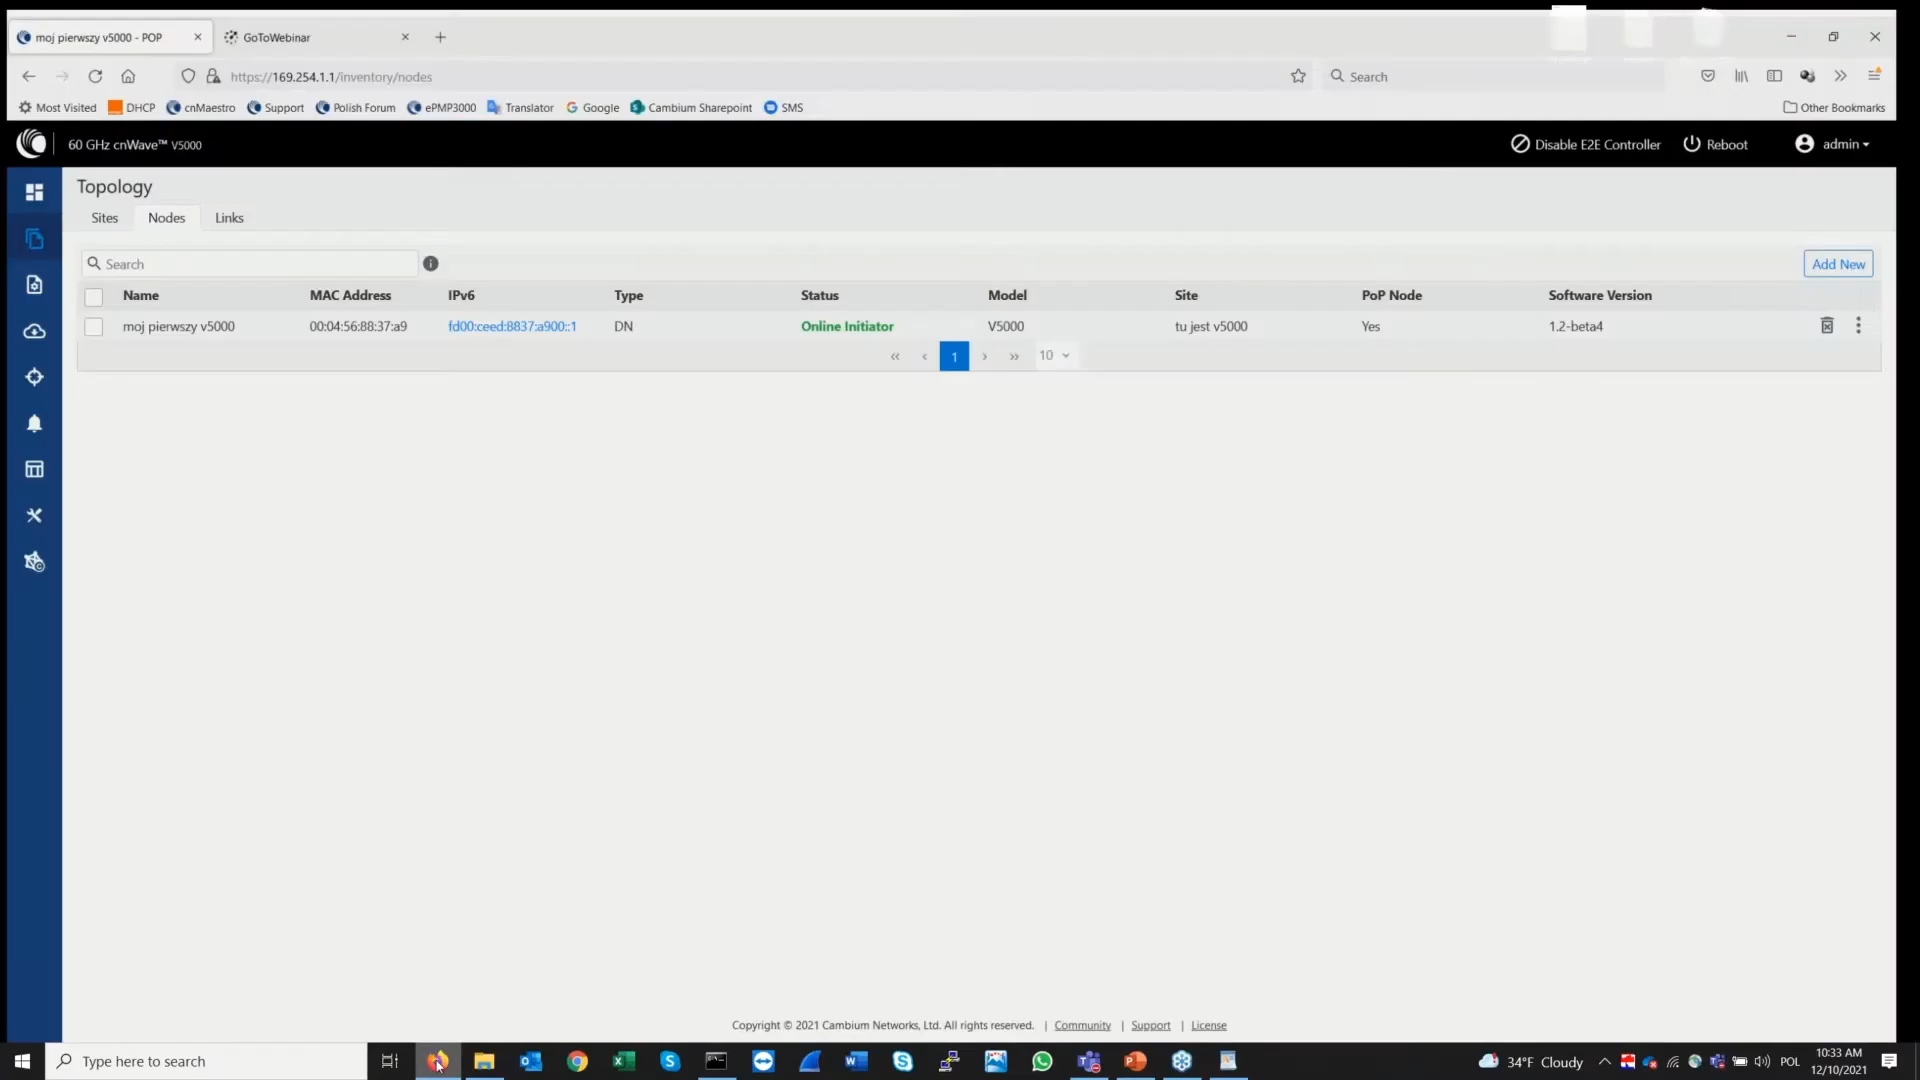 moj pierwszy v5000 - POP
GoToWebinar
https://169.254.1.1/inventory/nodes
Search
Most Visited DHCP cnMaestro Support Polish Forum ePMP3000 Translator Google Cambium Sharepoint SMS Other Bookmarks
60 GHz cnWave™ V5000 Disable E2E Controller Reboot admin
Topology
Sites Nodes Links
Search Add New
Name MAC Address IPv6 Type Status Model Site PoP Node Software Version
moj pierwszy v5000 00:04:56:88:37:a9 fd00:ceed:8837:a900::1 DN Online Initiator V5000 tu jest v5000 Yes 1.2-beta4
« ‹ 1 › » 10
Copyright © 2021 Cambium Networks, Ltd. All rights reserved. | Community | Support | License
Type here to search
34°F Cloudy POL
10:33 AM
12/10/2021